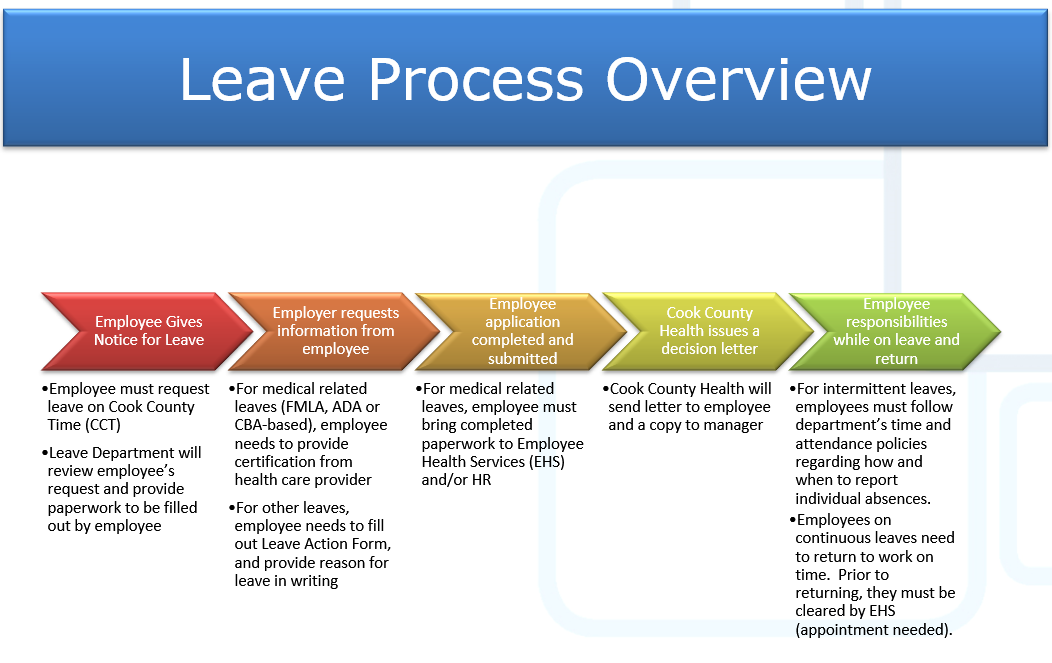 Leave Process Overview
Employee Gives
Notice for Leave
•Employee must request
leave on Cook County
Time (CCT)
•Leave Department will
review employee’s
request and provide
paperwork to be filled
out by employee
Employer requests
information from
employee
•For medical related
leaves (FMLA, ADA or
CBA-based), employee
needs to provide
certification from
health care provider
•For other leaves,
employee needs to fill
out Leave Action Form,
and provide reason for
leave in writing
Employee
application
completed and
submitted
•For medical related
leaves, employee must
bring completed
paperwork to Employee
Health Services (EHS)
and/or HR
Cook County
Health issues a
decision letter
•Cook County Health will
send letter to employee
and a copy to manager
Employee
responsibilities
while on leave and
return
•For intermittent leaves,
employees must follow
department’s time and
attendance policies
regarding how and
when to report
individual absences.
•Employees on
continuous leaves need
to return to work on
time.  Prior to
returning, they must be
cleared by EHS
(appointment needed).